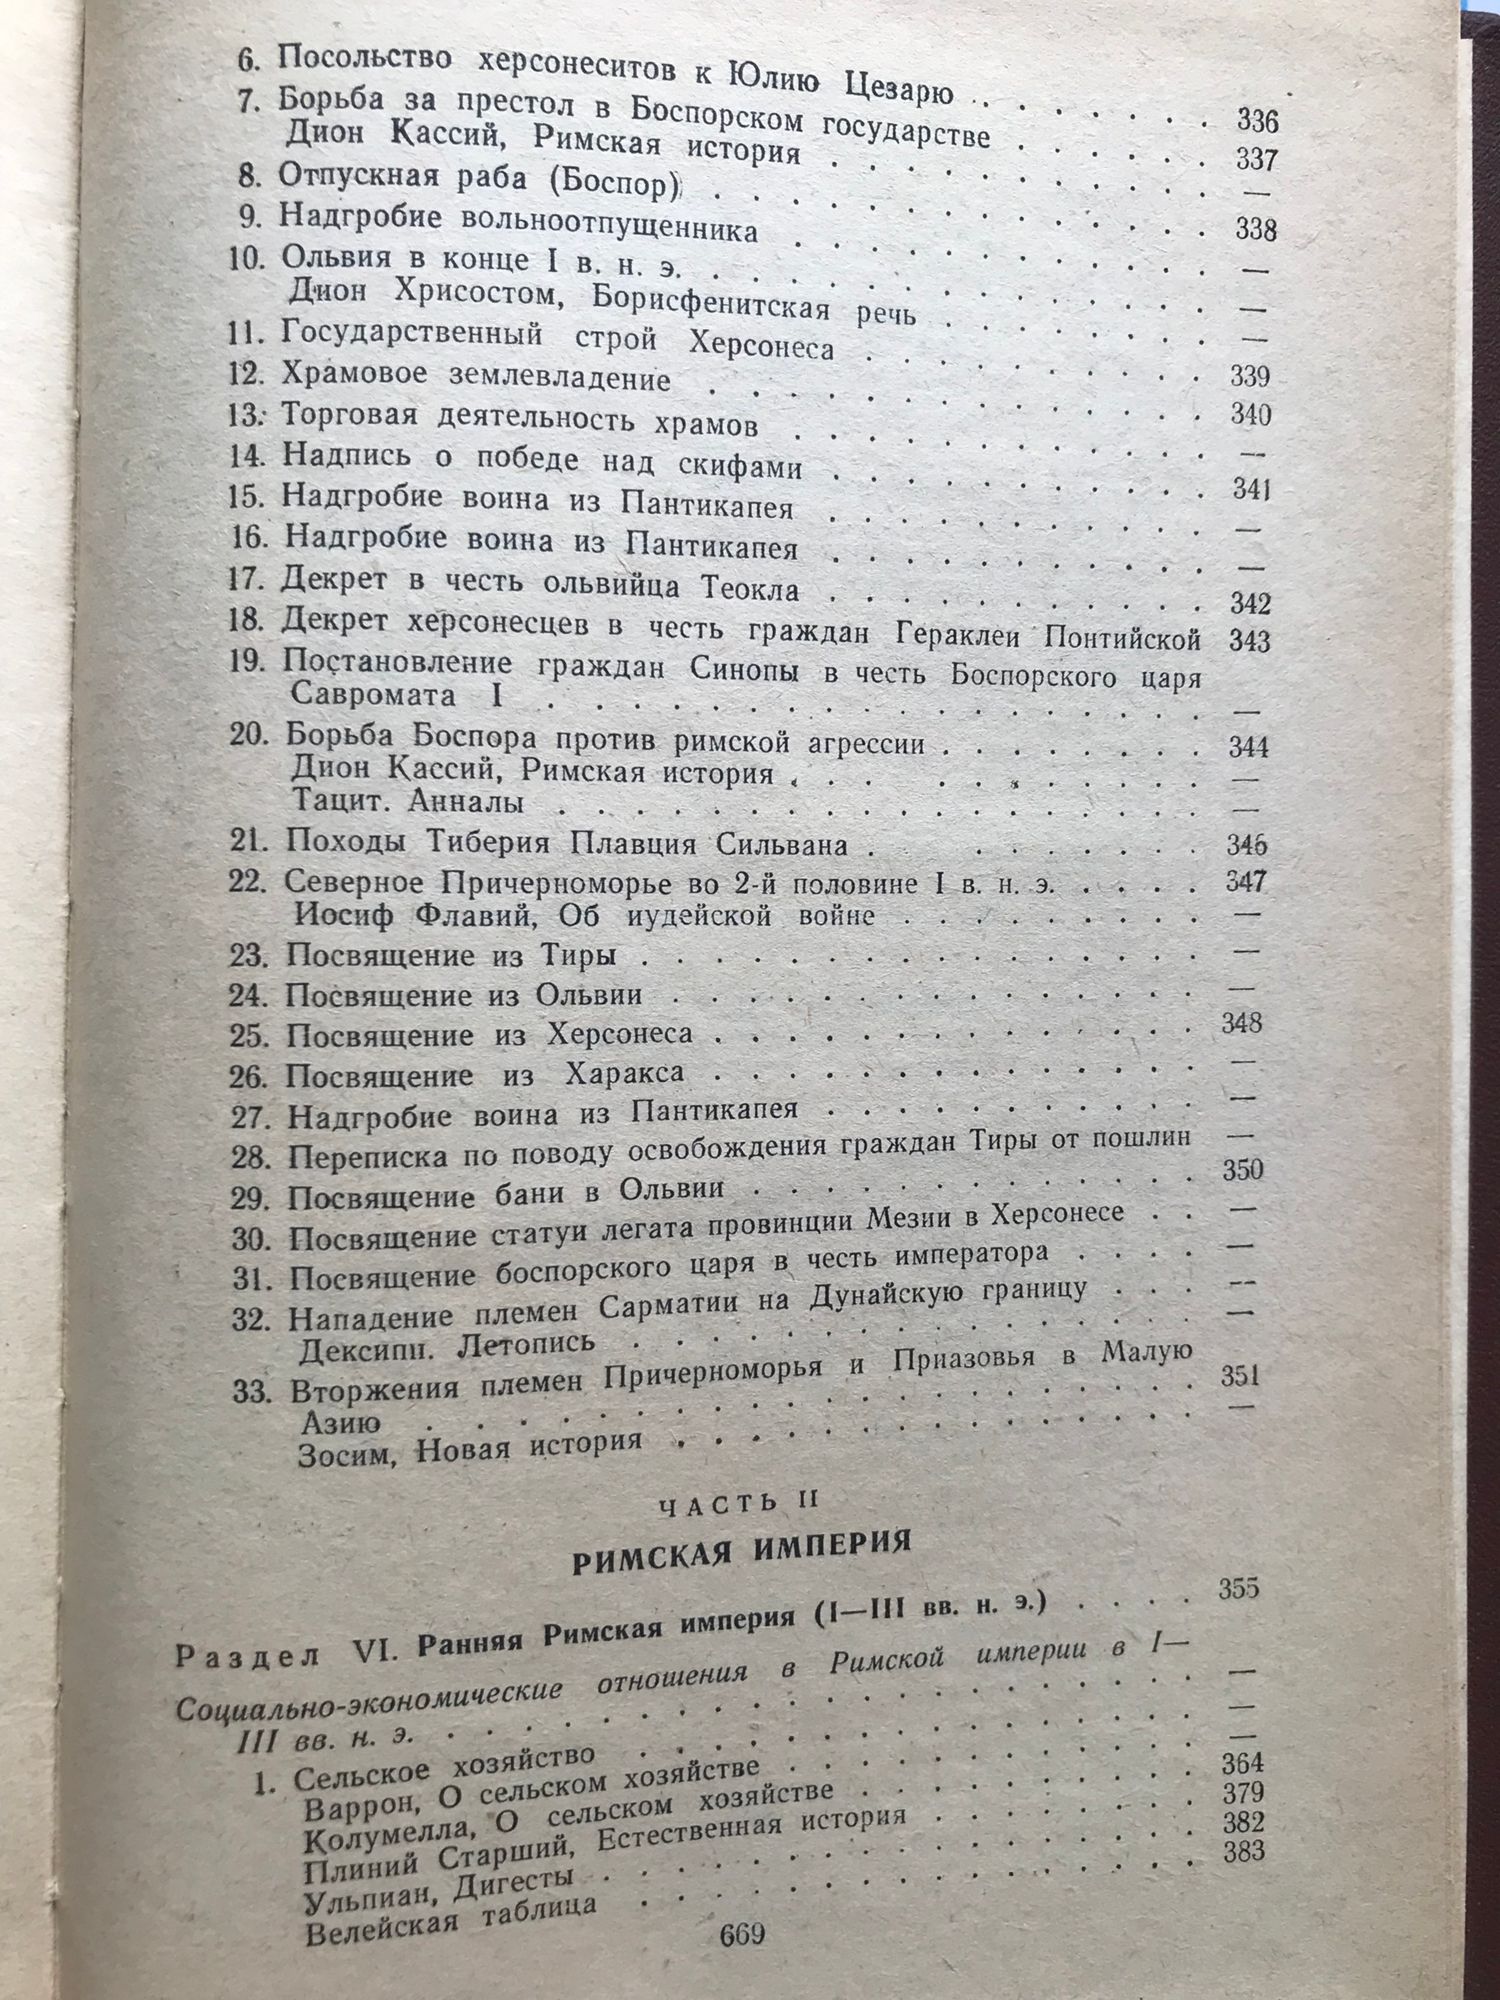 6. Посольство херсонеситов к Юлию Цезарю . . . . . . . . 336
7. Борьба за престол в Боспорском государстве . . . . . . 337
Дион Кассий, Римская история . . . . . . . . . . . —
8. Отпускная раба (Боспор) . . . . . . . . . . . . . . 338
9. Надгробие вольноотпущенника . . . . . . . . . . . . —
10. Ольвия в конце I в. н. э. . . . . . . . . . . . . . . —
Дион Хрисостом, Борисфенитская речь . . . . . . . . —
11. Государственный строй Херсонеса . . . . . . . . . . 339
12. Храмовое землевладение . . . . . . . . . . . . . . 340
13. Торговая деятельность храмов . . . . . . . . . . . . —
14. Надпись о победе над скифами . . . . . . . . . . . 341
15. Надгробие воина из Пантикапея . . . . . . . . . . . —
16. Надгробие воина из Пантикапея . . . . . . . . . . . —
17. Декрет в честь ольвийца Теокла . . . . . . . . . . . 342
18. Декрет херсонесцев в честь граждан Гераклеи Понтийской 343
19. Постановление граждан Синопы в честь Боспорского царя
Савромата I . . . . . . . . . . . . . . . . . . —
20. Борьба Боспора против римской агрессии . . . . . . . . 344
Дион Кассий, Римская история . . . . . . . . . . . —
Тацит. Анналы . . . . . . . . . . . . . . . . . . —
21. Походы Тиберия Плавция Сильвана . . . . . . . . . 346
22. Северное Причерноморье во 2-й половине I в. н. э. . . . . 347
Иосиф Флавий, Об иудейской войне . . . . . . . . . —
23. Посвящение из Тиры . . . . . . . . . . . . . . . . —
24. Посвящение из Ольвии . . . . . . . . . . . . . . . —
25. Посвящение из Херсонеса . . . . . . . . . . . . . . 348
26. Посвящение из Харакса . . . . . . . . . . . . . . —
27. Надгробие воина из Пантикапея . . . . . . . . . . . —
28. Переписка по поводу освобождения граждан Тиры от пошлин —
29. Посвящение бани в Ольвии . . . . . . . . . . . . . 350
30. Посвящение статуи легата провинции Мезии в Херсонесе . . —
31. Посвящение боспорского царя в честь императора . . . . —
32. Нападение племен Сарматии на Дунайскую границу . . . —
Дексипп. Летопись . . . . . . . . . . . . . . . . —
33. Вторжения племен Причерноморья и Приазовья в Малую
Азию . . . . . . . . . . . . . . . . . . . . . 351
Зосим, Новая история . . . . . . . . . . . . . . . —
ЧАСТЬ II
РИМСКАЯ ИМПЕРИЯ
Раздел VI. Ранняя Римская империя (I—III вв. н. э.) . . . . 355
Социально-экономические отношения в Римской империи в I—
III вв. н. э. . . . . . . . . . . . . . . . . . . . . —
1. Сельское хозяйство . . . . . . . . . . . . . . . . —
Варрон, О сельском хозяйстве . . . . . . . . . . . —
Колумелла, О сельском хозяйстве . . . . . . . . . . 364
Плиний Старший, Естественная история . . . . . . . . 379
Ульпиан, Дигесты . . . . . . . . . . . . . . . . . 382
Велейская таблица . . . . . . . . . . . . . . . . 383
669